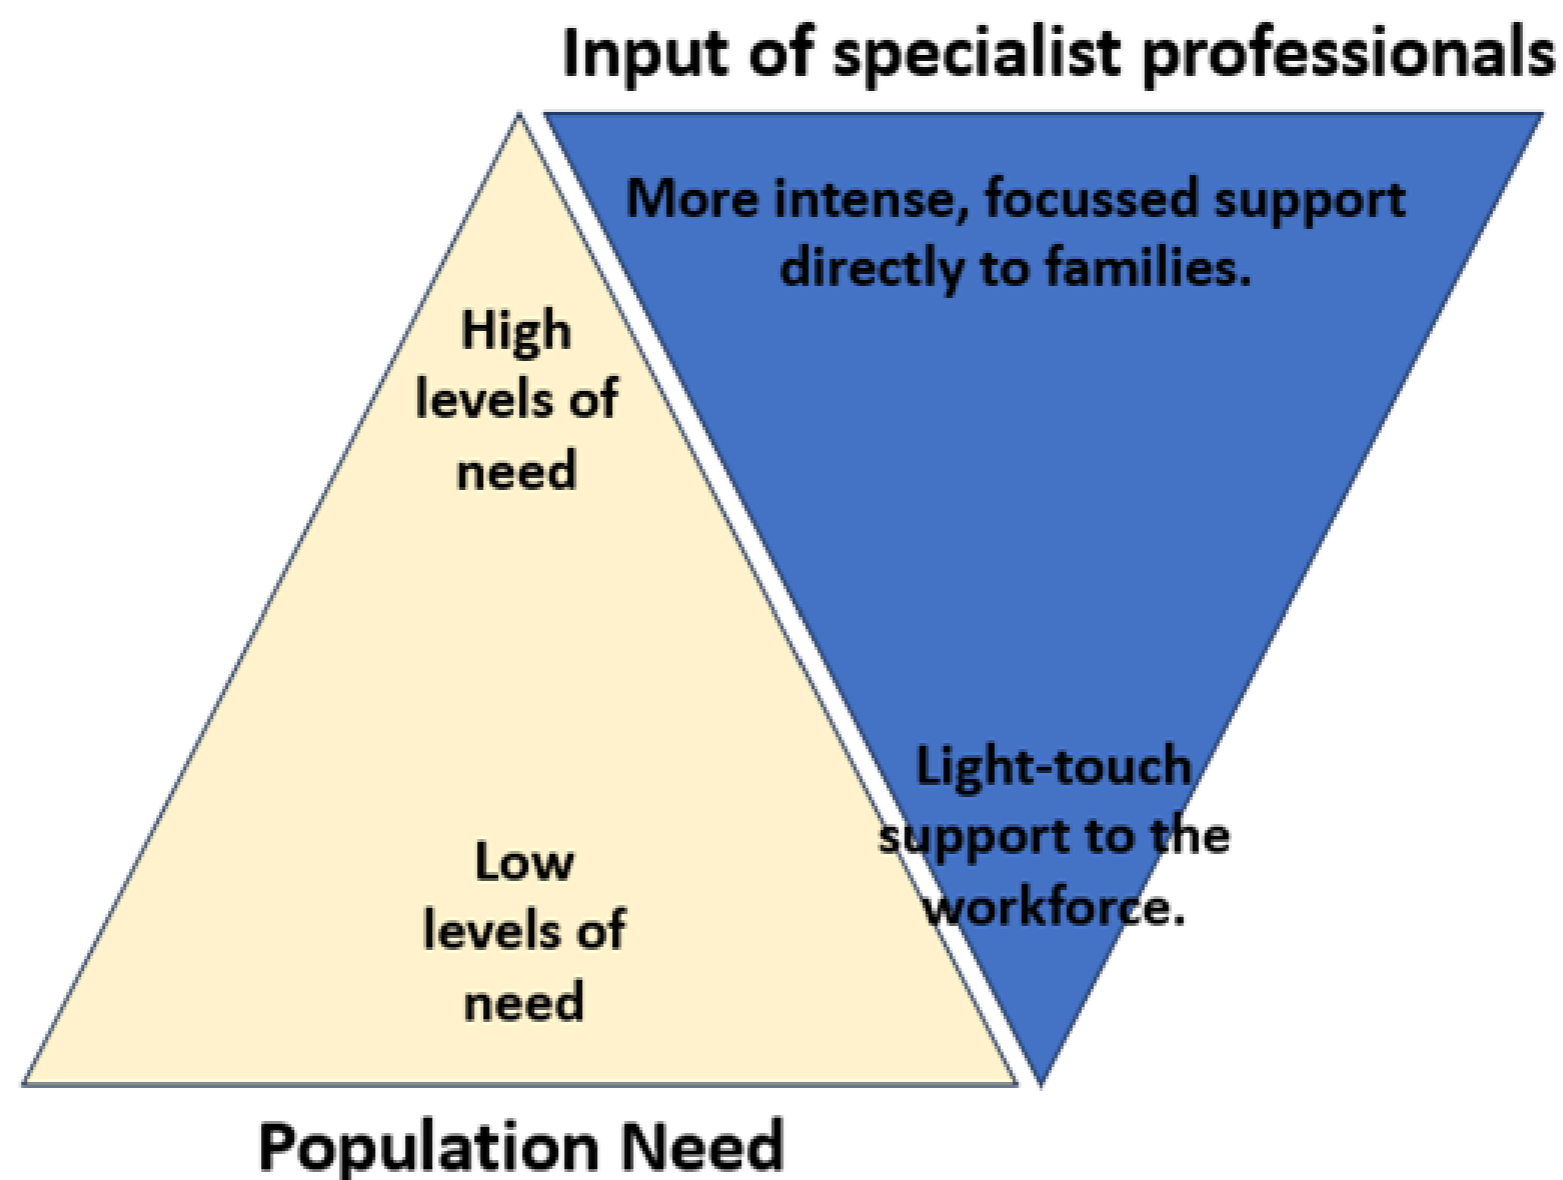 Input of specialist professionals
More intense, focussed support
directly to families.
High
levels of
need
Light-touch
support to the
workforce.
Low
levels of
need
Population Need